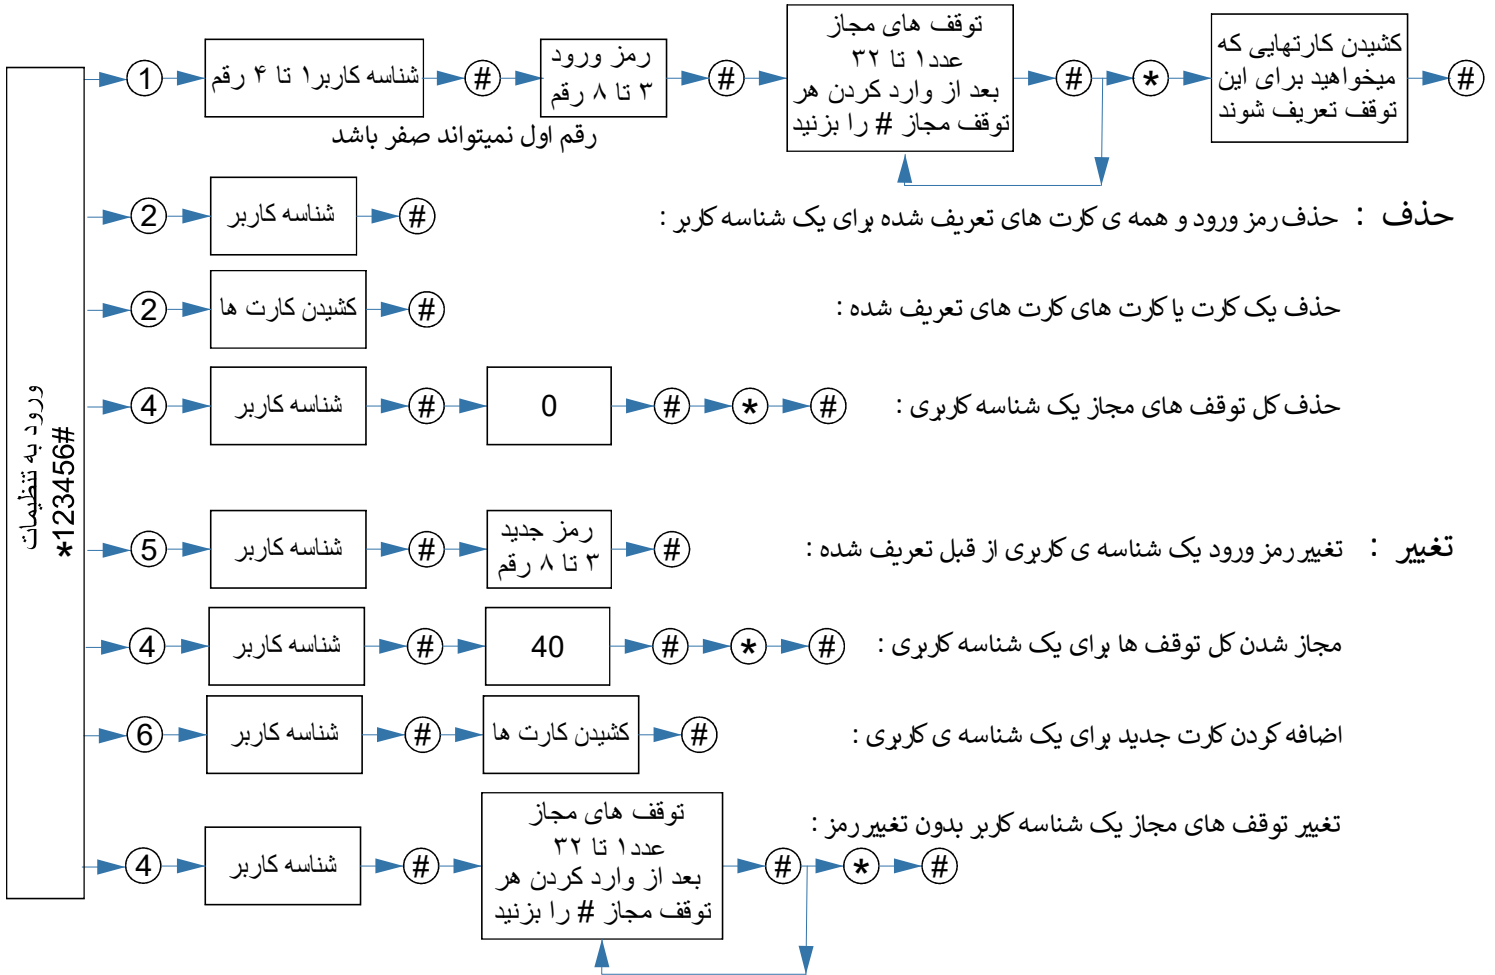 ورود به تنظیمات
*123456#
1
شناسه کاربر۱ تا ۴ رقم
#
رمز ورود
۳ تا ۸ رقم
#
توقف های مجاز
عدد۱ تا ۳۲
بعد از وارد کردن هر
توقف مجاز # را بزنید
#
*
کشیدن کارتهایی که
میخواهید برای این
توقف تعریف شوند
#
رقم اول نمیتواند صفر باشد
حذف : حذف رمز ورود و همه ی کارت های تعریف شده برای یک شناسه کاربر :
2
شناسه کاربر
#
حذف یک کارت یا کارت های کارت های تعریف شده :
2
کشیدن کارت ها
#
حذف کل توقف های مجاز یک شناسه کاربری :
4
شناسه کاربر
#
0
#
*
#
تغییر : تغییر رمز ورود یک شناسه ی کاربری از قبل تعریف شده :
5
شناسه کاربر
#
رمز جدید
۳ تا ۸ رقم
#
مجاز شدن کل توقف ها برای یک شناسه کاربری :
4
شناسه کاربر
#
40
#
*
#
اضافه کردن کارت جدید برای یک شناسه ی کاربری :
6
شناسه کاربر
#
کشیدن کارت ها
#
تغییر توقف های مجاز یک شناسه کاربر بدون تغییر رمز :
4
شناسه کاربر
#
توقف های مجاز
عدد۱ تا ۳۲
بعد از وارد کردن هر
توقف مجاز # را بزنید
#
*
#